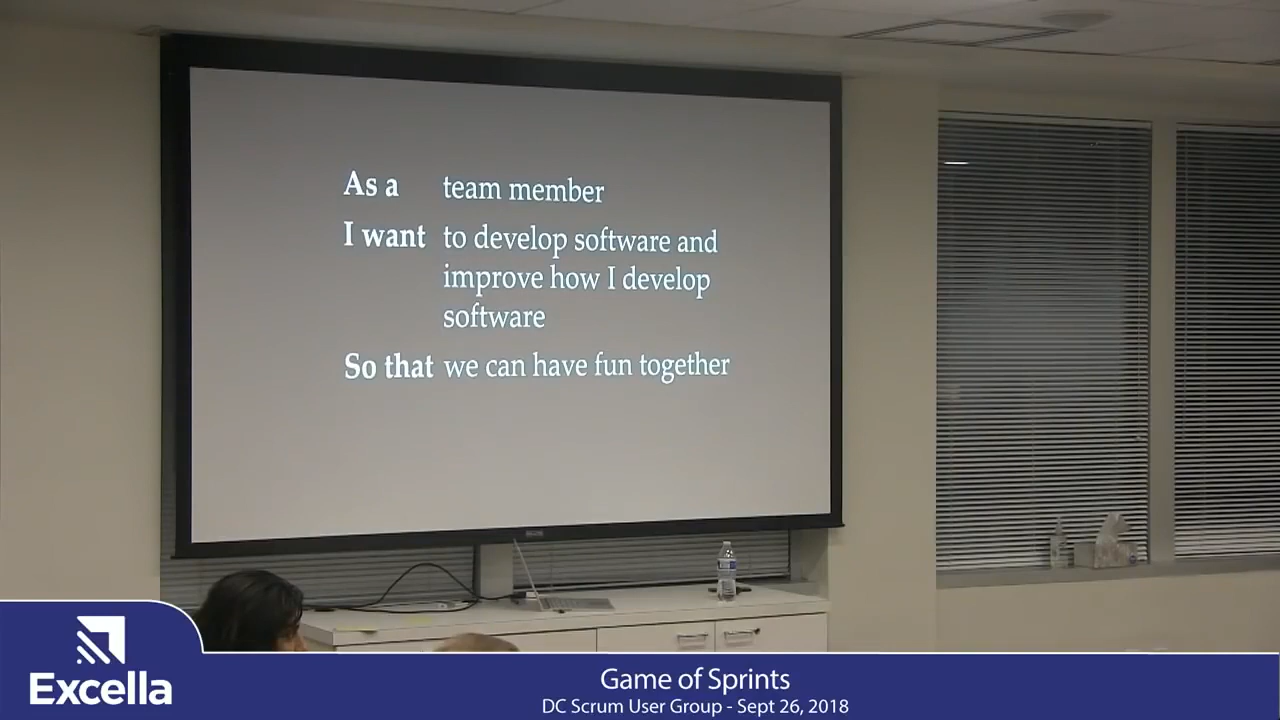 As a team member
I want to develop software and
improve how I develop
software
So that we can have fun together
Excella
Game of Sprints
DC Scrum User Group - Sept 26, 2018